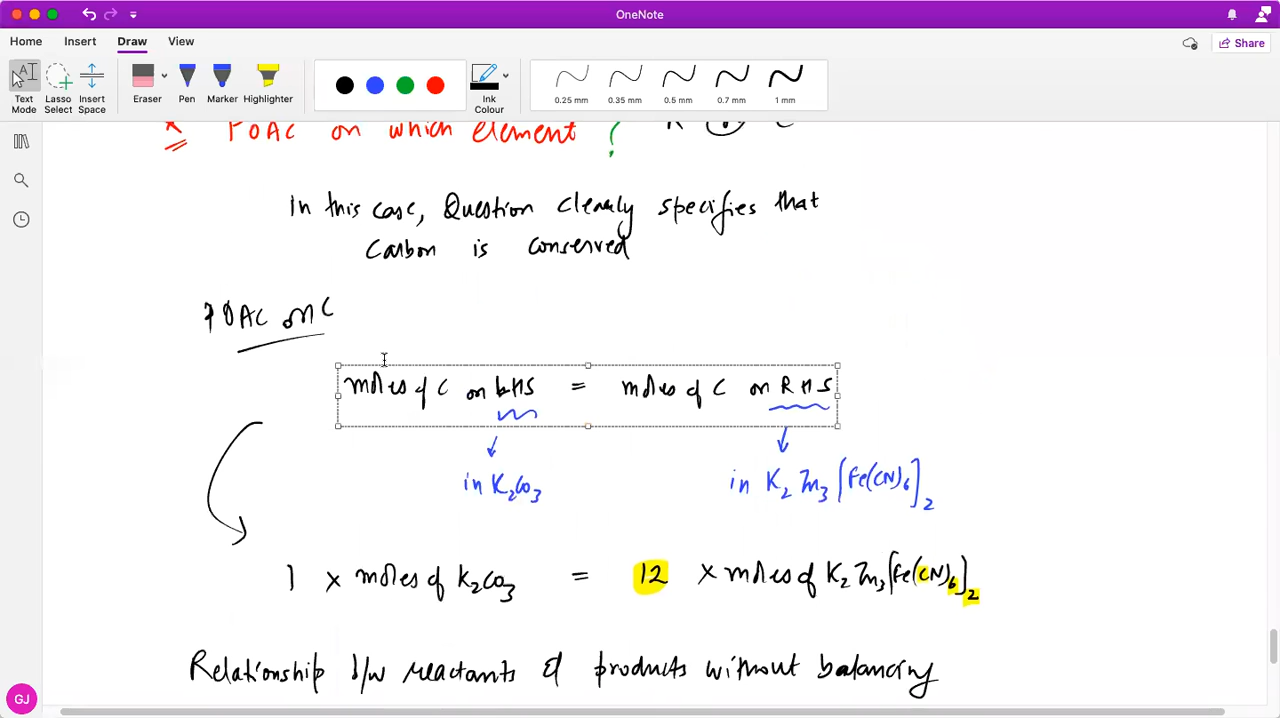 OneNote
Home Insert Draw View
Share
Text Mode
Lasso Select
Insert Space
Eraser
Pen
Marker
Highlighter
Ink Colour
0.25 mm 0.35 mm 0.5 mm 0.7 mm 1 mm
* POAC on which element ?
In this case, Question clearly specifies that
Carbon is conserved
POAC on C
moles of C on LHS = moles of C on RHS
in K2CO3 in K2 Zn3 [Fe(CN)6]2
1 × moles of K2CO3 = 12 × moles of K2 Zn3 [Fe(CN)6]2
Relationship b/w reactants & products without balancing
GJ